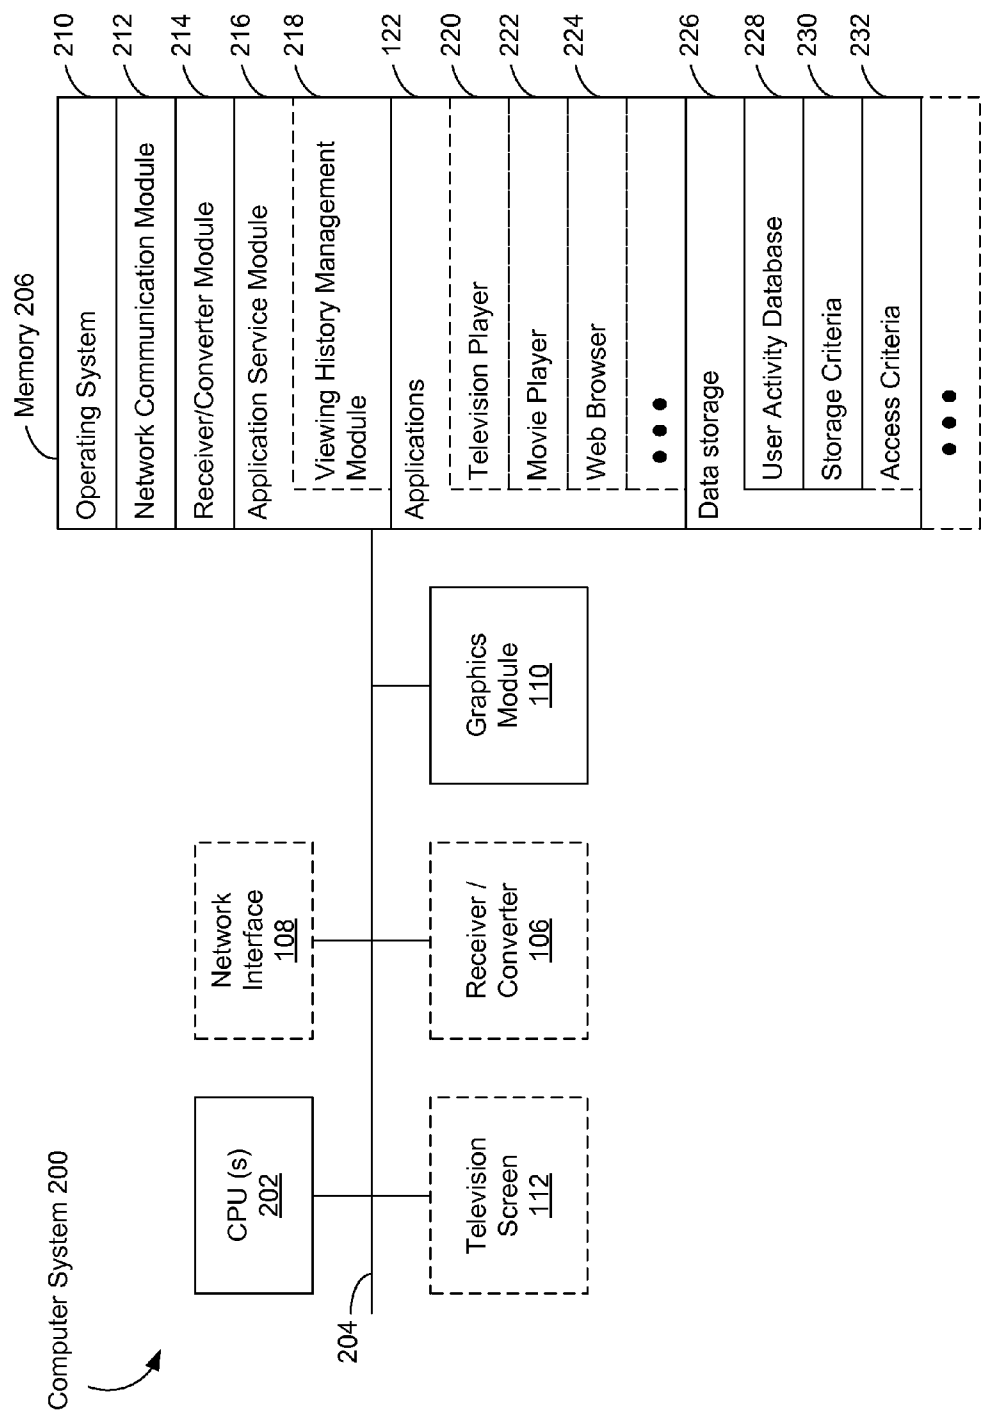 Computer System 200
CPU (s)
202
Network
Interface
108
204
Television
Screen
112
Receiver /
Converter
106
Graphics
Module
110
Memory 206
Operating System
210
Network Communication Module
212
Receiver/Converter Module
214
Application Service Module
216
Viewing History Management
Module
218
Applications
122
Television Player
220
Movie Player
222
Web Browser
224
Data storage
226
User Activity Database
228
Storage Criteria
230
Access Criteria
232